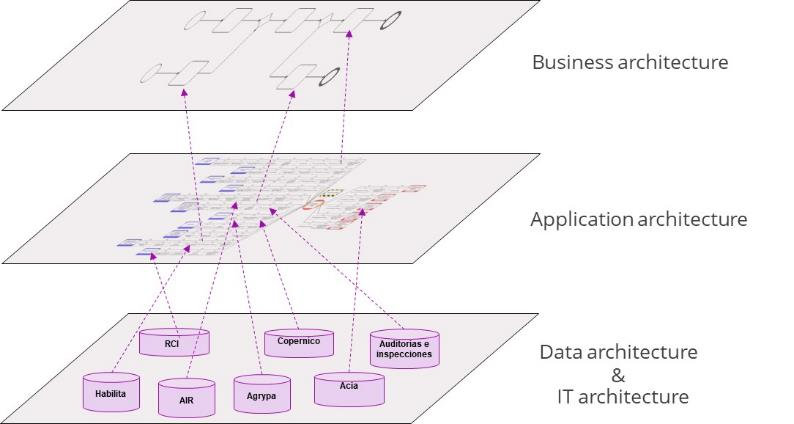 Business architecture
Application architecture
Data architecture
&
IT architecture
RCI
Copernico
Auditorias e
inspecciones
Habilita
AIR
Agrypa
Acia